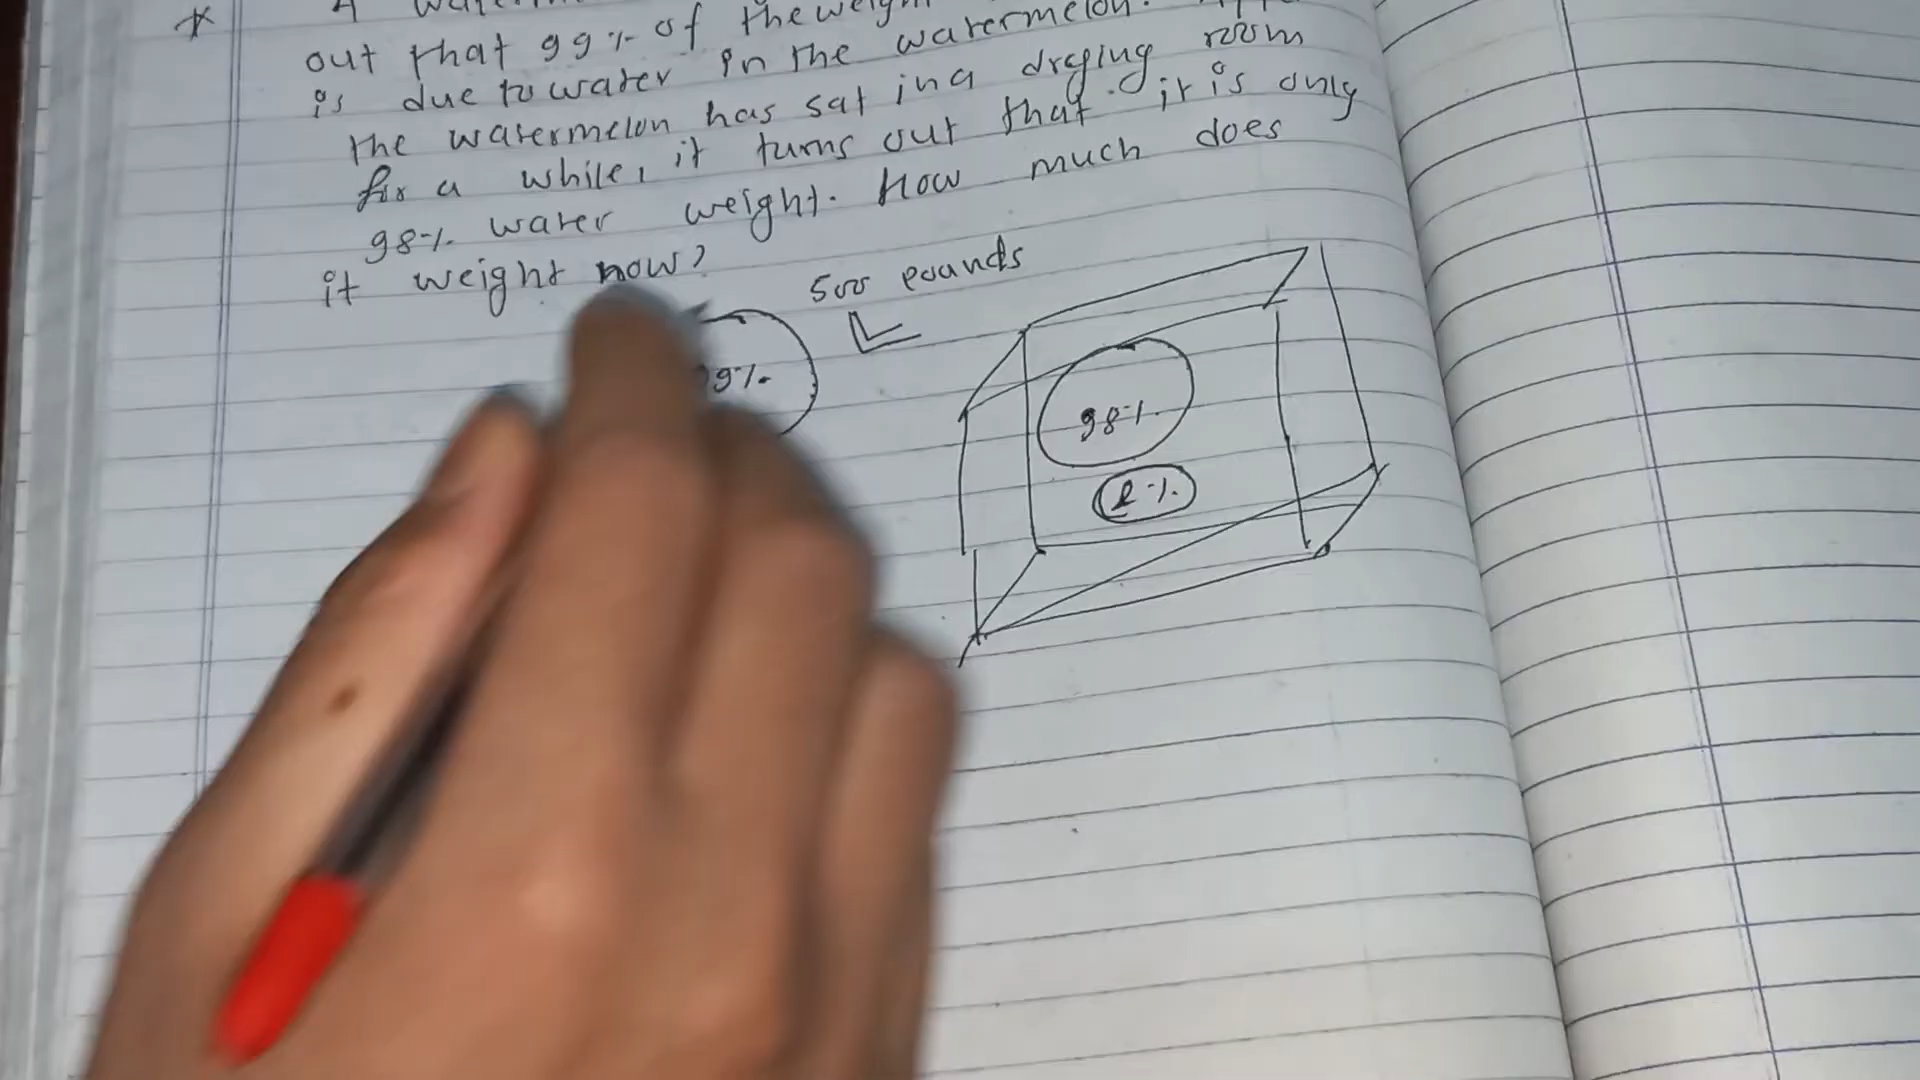 *
A
out that 99% of the weigh
is due to water in the watermelon.
the watermelon has sat in a drying room
for a while, it turns out that it is only
98% water weight. How much does
it weight now?
500 pounds
9%
98%
2%